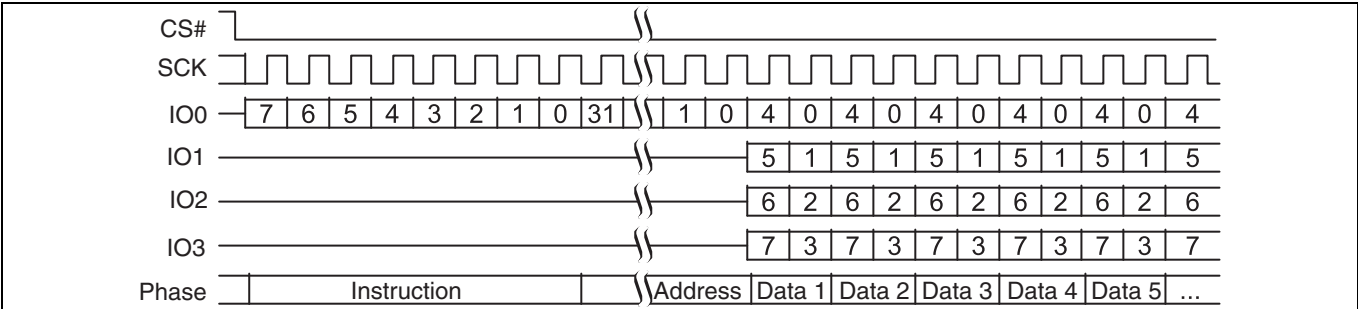 CS#
SCK
IO0 7 6 5 4 3 2 1 0 31 1 0 4 0 4 0 4 0 4 0 4 0 4
IO1 5 1 5 1 5 1 5 1 5 1 5
IO2 6 2 6 2 6 2 6 2 6 2 6
IO3 7 3 7 3 7 3 7 3 7 3 7
Phase Instruction Address Data 1 Data 2 Data 3 Data 4 Data 5 ...